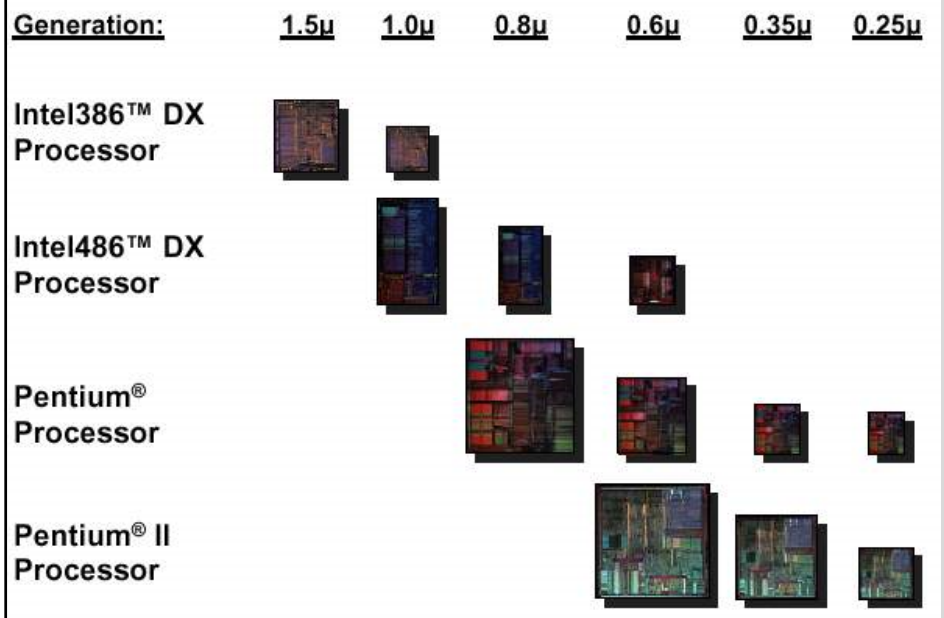 Generation: 1.5μ 1.0μ 0.8μ 0.6μ 0.35μ 0.25μ
Intel386™ DX
Processor
Intel486™ DX
Processor
Pentium®
Processor
Pentium® II
Processor